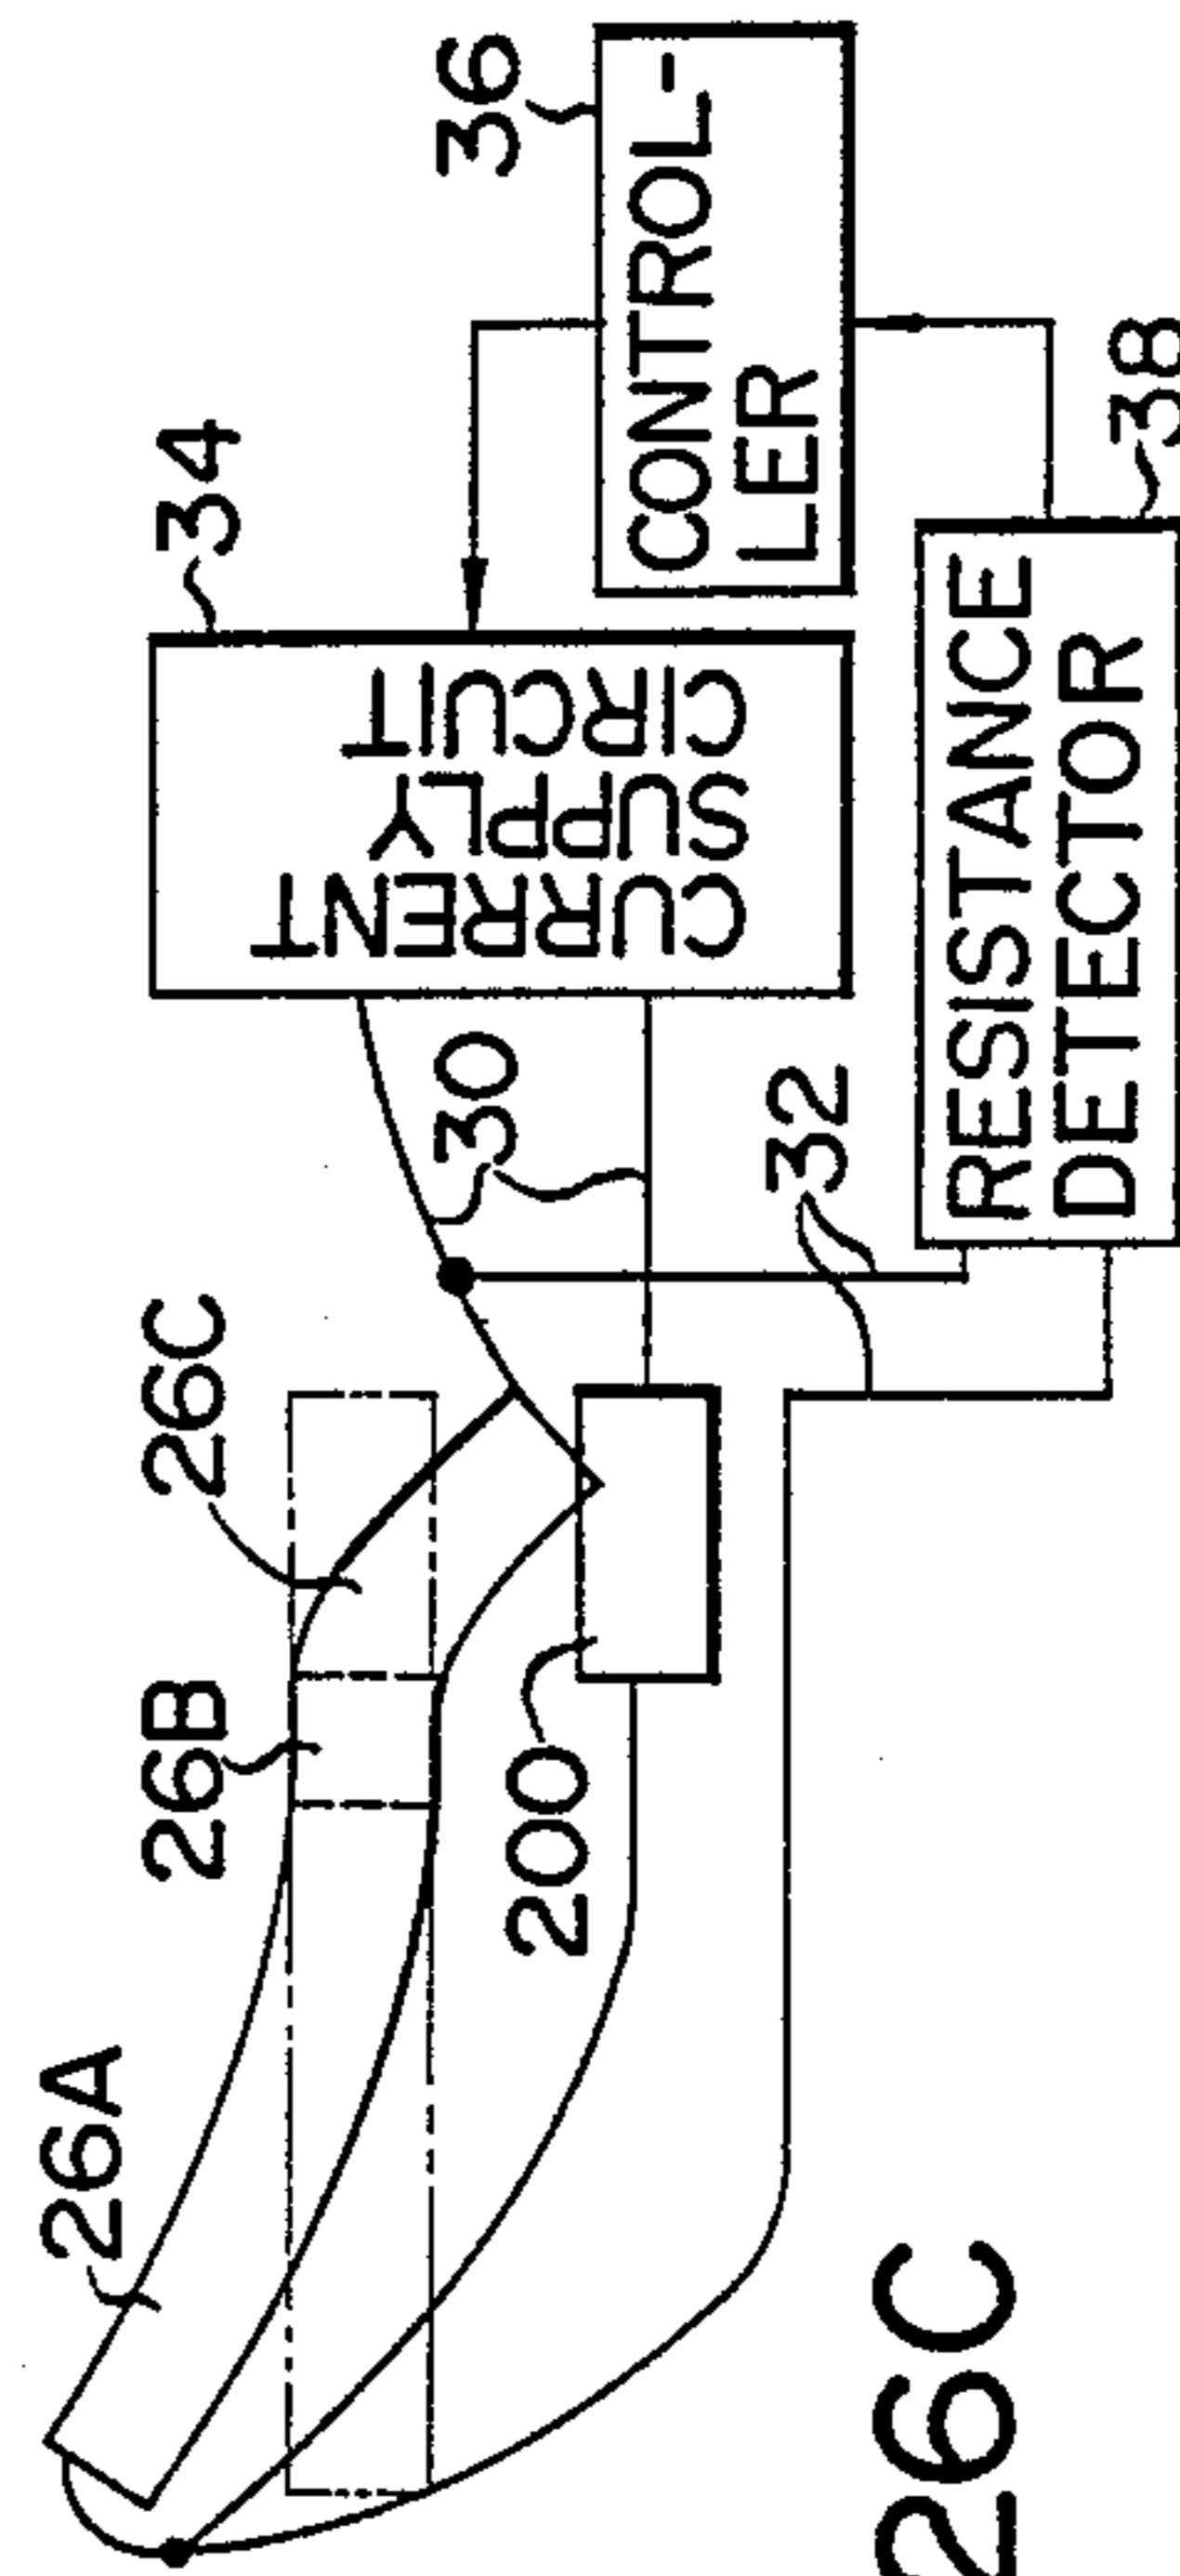 26A
26B
26C
200
30
32
34
36
38
CURRENT
SUPPLY
CIRCUIT
CONTROL-
LER
RESISTANCE
DETECTOR
26C